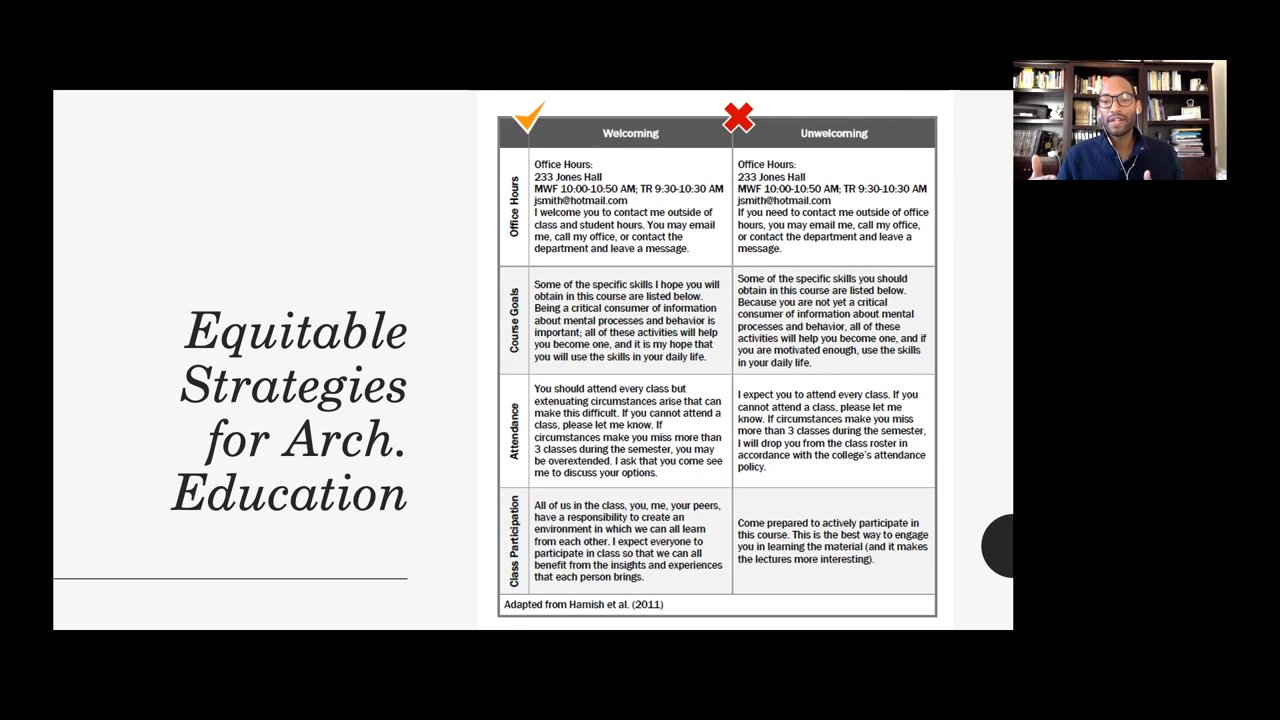 Equitable
Strategies
for Arch.
Education
Welcoming
Unwelcoming
Office Hours
Office Hours:
233 Jones Hall
MWF 10:00-10:50 AM; TR 9:30-10:30 AM
jsmith@hotmail.com
I welcome you to contact me outside of
class and student hours. You may email
me, call my office, or contact the
department and leave a message.
Office Hours:
233 Jones Hall
MWF 10:00-10:50 AM; TR 9:30-10:30 AM
jsmith@hotmail.com
If you need to contact me outside of office
hours, you may email me, call my office,
or contact the department and leave a
message.
Course Goals
Some of the specific skills I hope you will
obtain in this course are listed below.
Being a critical consumer of information
about mental processes and behavior is
important; all of these activities will help
you become one, and it is my hope that
you will use the skills in your daily life.
Some of the specific skills you should
obtain in this course are listed below.
Because you are not yet a critical
consumer of information about mental
processes and behavior, all of these
activities will help you become one, and if
you are motivated enough, use the skills
in your daily life.
Attendance
You should attend every class but
extenuating circumstances arise that can
make this difficult. If you cannot attend a
class, please let me know. If
circumstances make you miss more than
3 classes during the semester, you may
be overextended. I ask that you come see
me to discuss your options.
I expect you to attend every class. If you
cannot attend a class, please let me
know. If circumstances make you miss
more than 3 classes during the semester,
I will drop you from the class roster in
accordance with the college's attendance
policy.
Class Participation
All of us in the class, you, me, your peers,
have a responsibility to create an
environment in which we can all learn
from each other. I expect everyone to
participate in class so that we can all
benefit from the insights and experiences
that each person brings.
Come prepared to actively participate in
this course. This is the best way to engage
you in learning the material (and it makes
the lectures more interesting).
Adapted from Harnish et al. (2011)